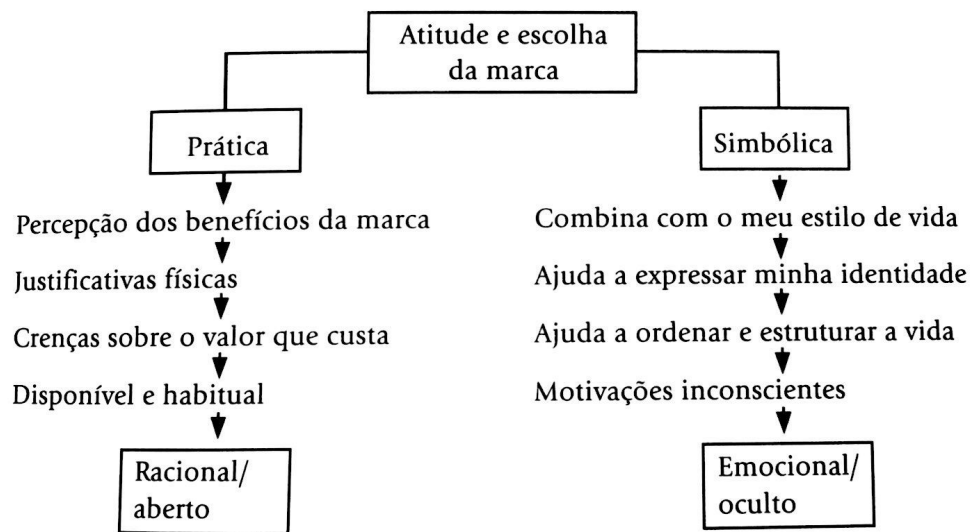 Atitude e escolha
da marca
Prática
Percepção dos benefícios da marca
Justificativas físicas
Crenças sobre o valor que custa
Disponível e habitual
Racional/
aberto
Simbólica
Combina com o meu estilo de vida
Ajuda a expressar minha identidade
Ajuda a ordenar e estruturar a vida
Motivações inconscientes
Emocional/
oculto